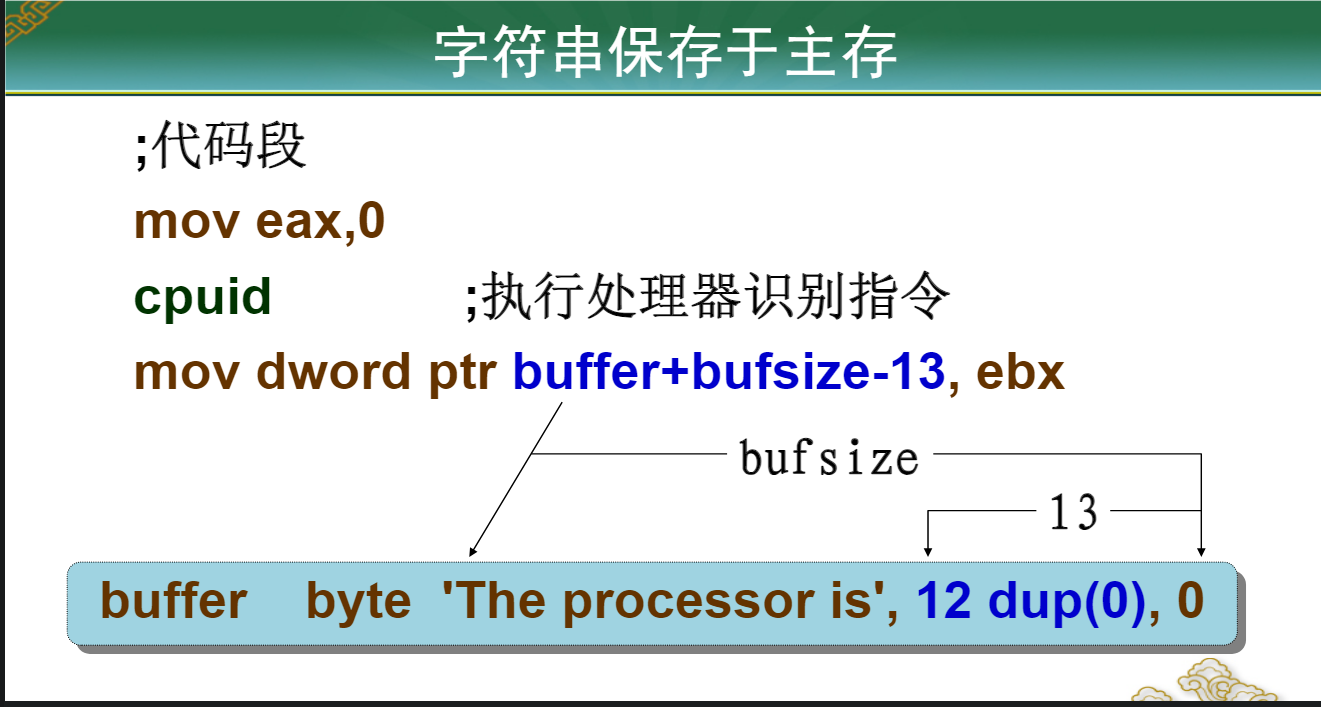 字符串保存于主存
;代码段
mov eax,0
cpuid ;执行处理器识别指令
mov dword ptr buffer+bufsize-13, ebx
bufsize
13
buffer byte 'The processor is', 12 dup(0), 0